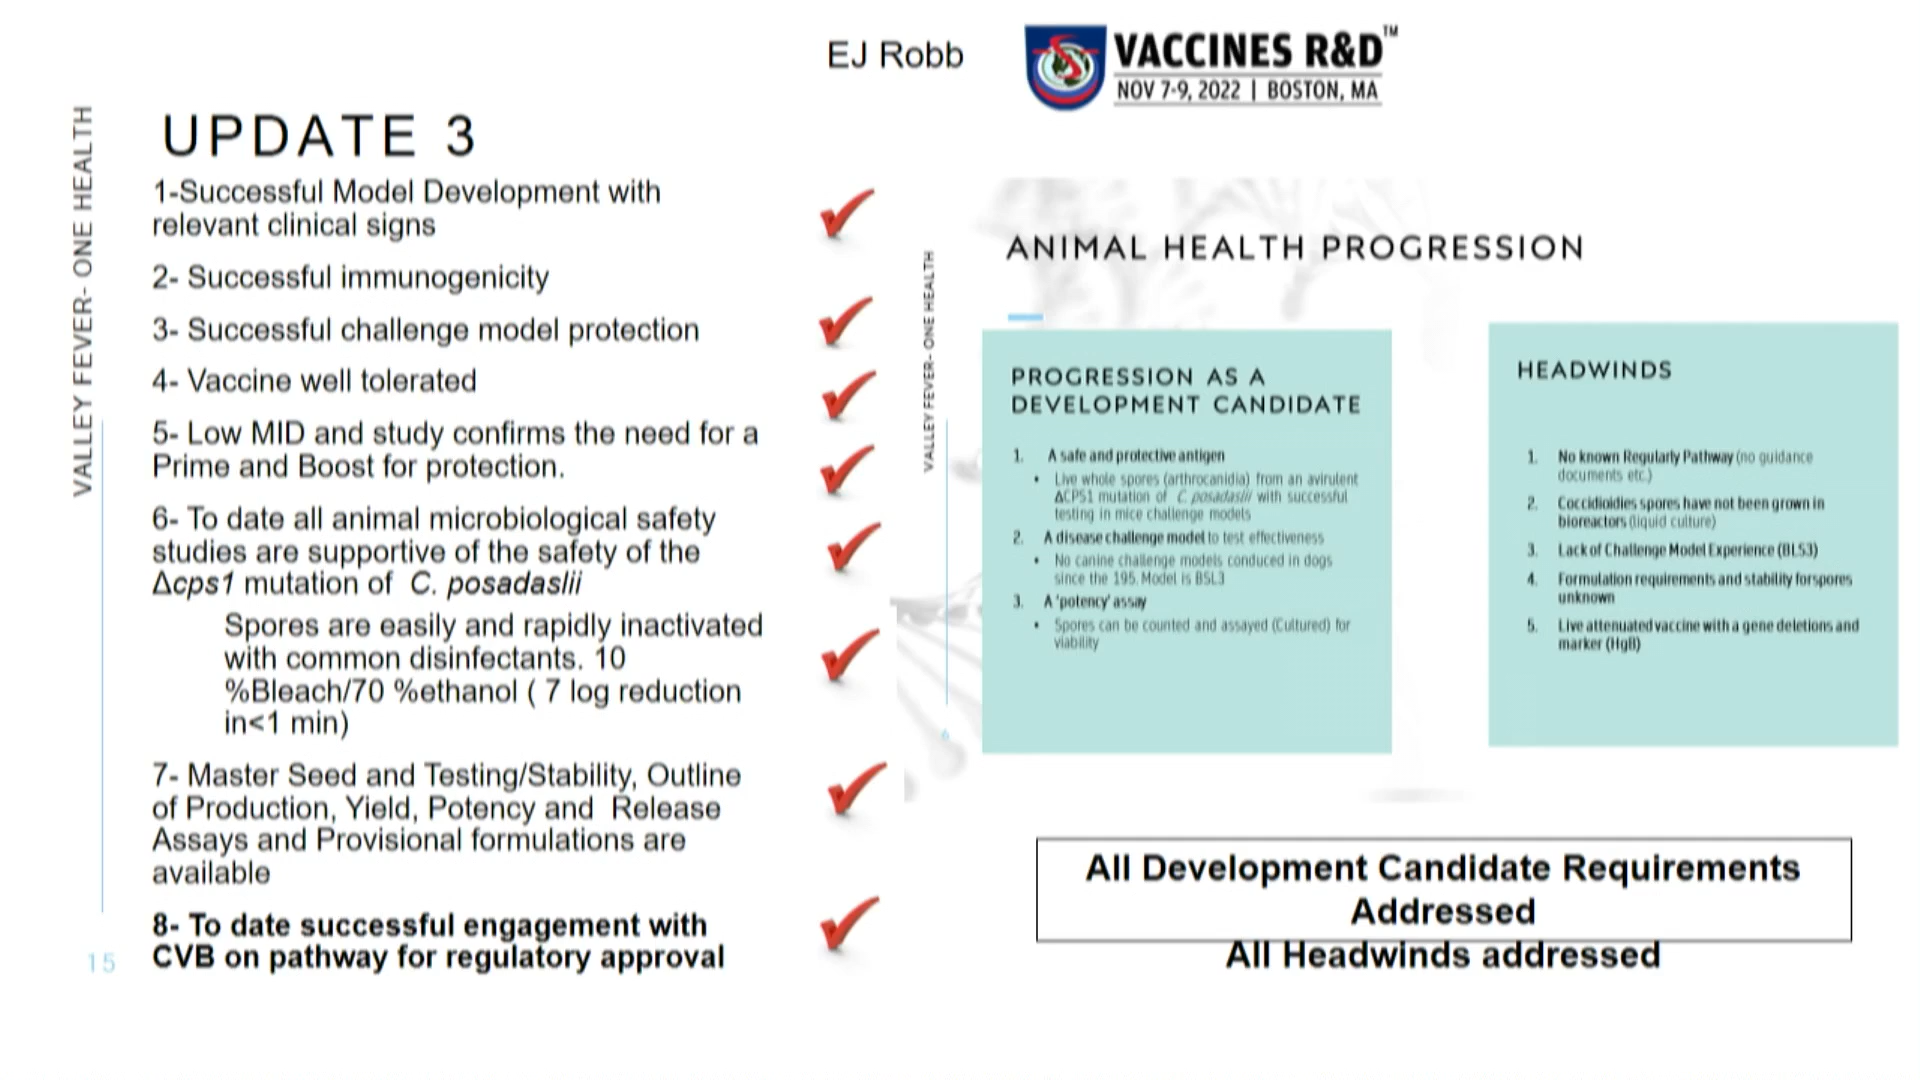 EJ Robb
VACCINES R&D™
NOV 7-9, 2022 | BOSTON, MA
VALLEY FEVER- ONE HEALTH
UPDATE 3
1-Successful Model Development with
relevant clinical signs
2- Successful immunogenicity
3- Successful challenge model protection
4- Vaccine well tolerated
5- Low MID and study confirms the need for a
Prime and Boost for protection.
6- To date all animal microbiological safety
studies are supportive of the safety of the
Δcps1 mutation of C. posadaslii
Spores are easily and rapidly inactivated
with common disinfectants. 10
%Bleach/70 %ethanol ( 7 log reduction
in<1 min)
7- Master Seed and Testing/Stability, Outline
of Production, Yield, Potency and Release
Assays and Provisional formulations are
available
8- To date successful engagement with
CVB on pathway for regulatory approval
15
VALLEY FEVER- ONE HEALTH
6
ANIMAL HEALTH PROGRESSION
PROGRESSION AS A
DEVELOPMENT CANDIDATE
1. A safe and protective antigen
• Live whole spores (arthrocanidia) from an avirulent
ΔCPS1 mutation of C. posadaslii with successful
testing in mice challenge models
2. A disease challenge model to test effectiveness
• No canine challenge models conduced in dogs
since the 195. Model is BSL3
3. A 'potency' assay
• Spores can be counted and assayed (Cultured) for
viability
HEADWINDS
1. No known Regularly Pathway (no guidance
documents etc.)
2. Coccidioidies spores have not been grown in
bioreactors (liquid culture)
3. Lack of Challenge Model Experience (BLS3)
4. Formulation requirements and stability forspores
unknown
5. Live attenuated vaccine with a gene deletions and
marker (HgB)
All Development Candidate Requirements
Addressed
All Headwinds addressed